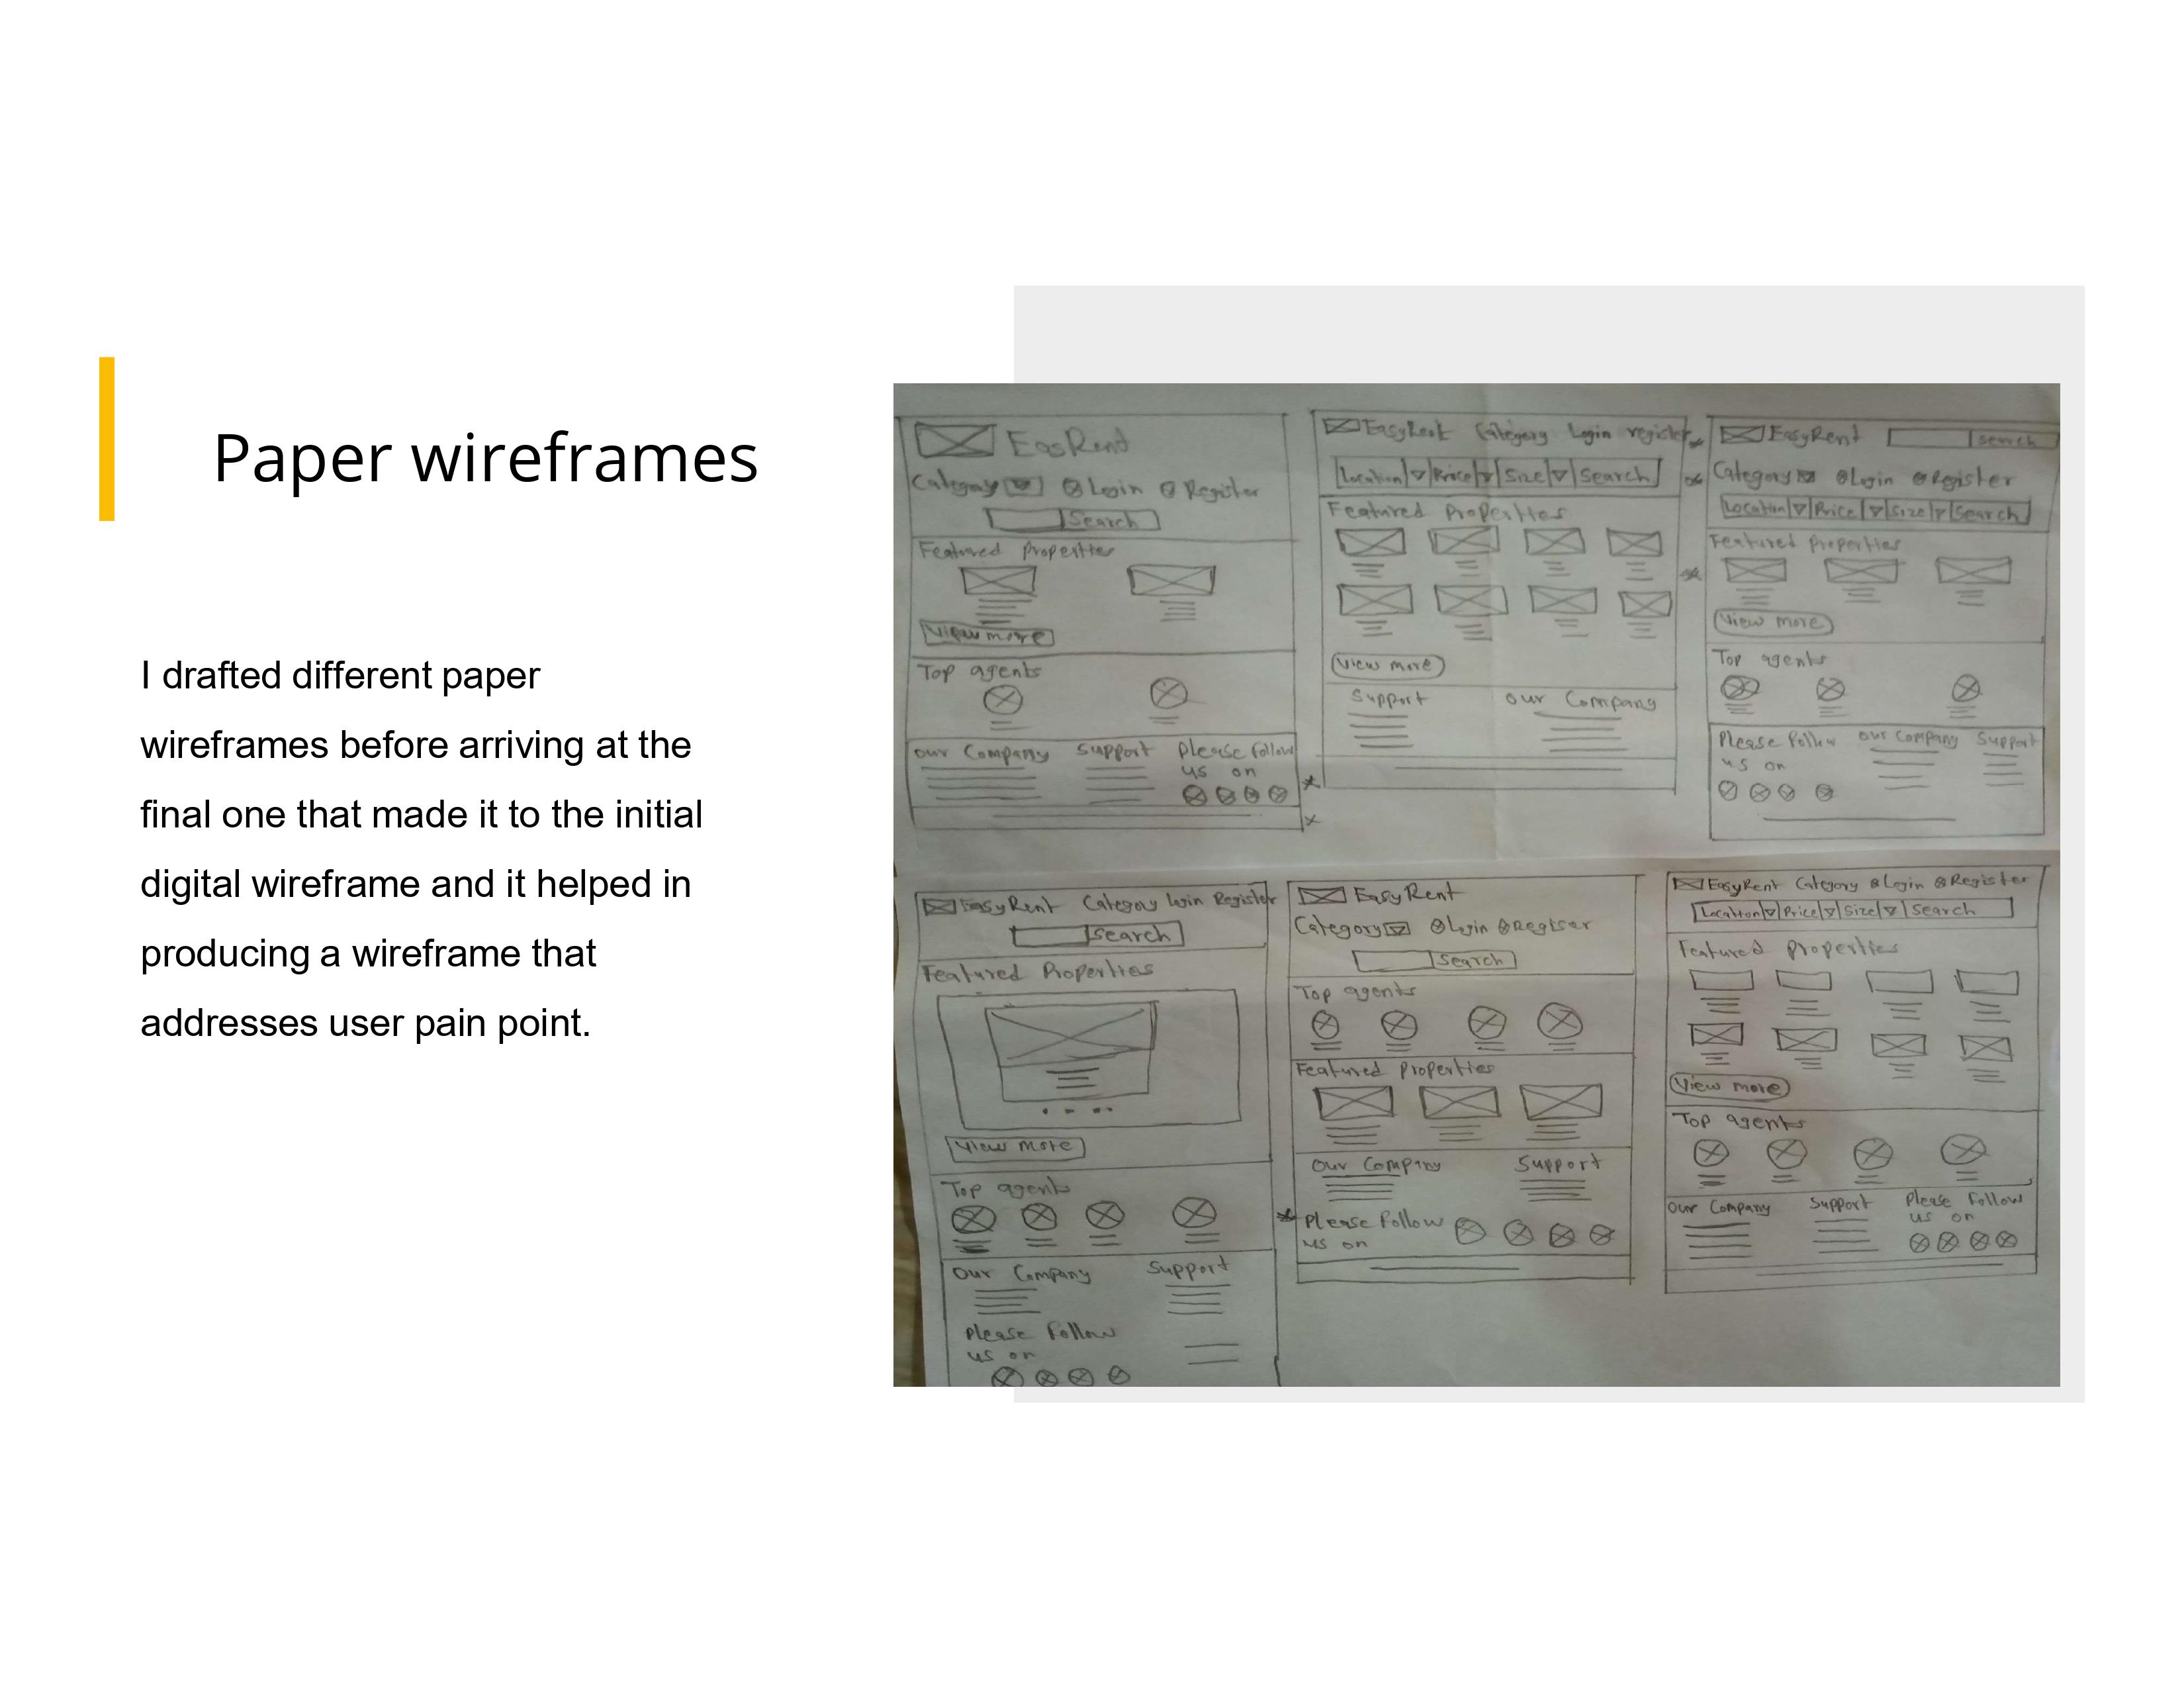 Paper wireframes
I drafted different paper
wireframes before arriving at the
final one that made it to the initial
digital wireframe and it helped in
producing a wireframe that
addresses user pain point.
EasRent
Category Login Register
Search
Featured Properties
View more
Top agents
Our Company Support Please follow
us on
EasyRent Category Login register
Location Price Size Search
Featured Properties
View more
Support Our Company
EasyRent Search
Category Login Register
Location Price Size Search
Featured Properties
View more
Top agents
Please Follow Our Company Support
us on
EasyRent Category Login Register
Search
Featured Properties
View More
Top agents
Our Company Support
Please Follow
us on
EasyRent
Category Login
Search
Top agents
Featured Properties
Our Company Support
Please Follow
us on
EasyRent Category Login Register
Location Price Size Search
Featured Properties
View more
Top agents
Our Company Support Please Follow
us on